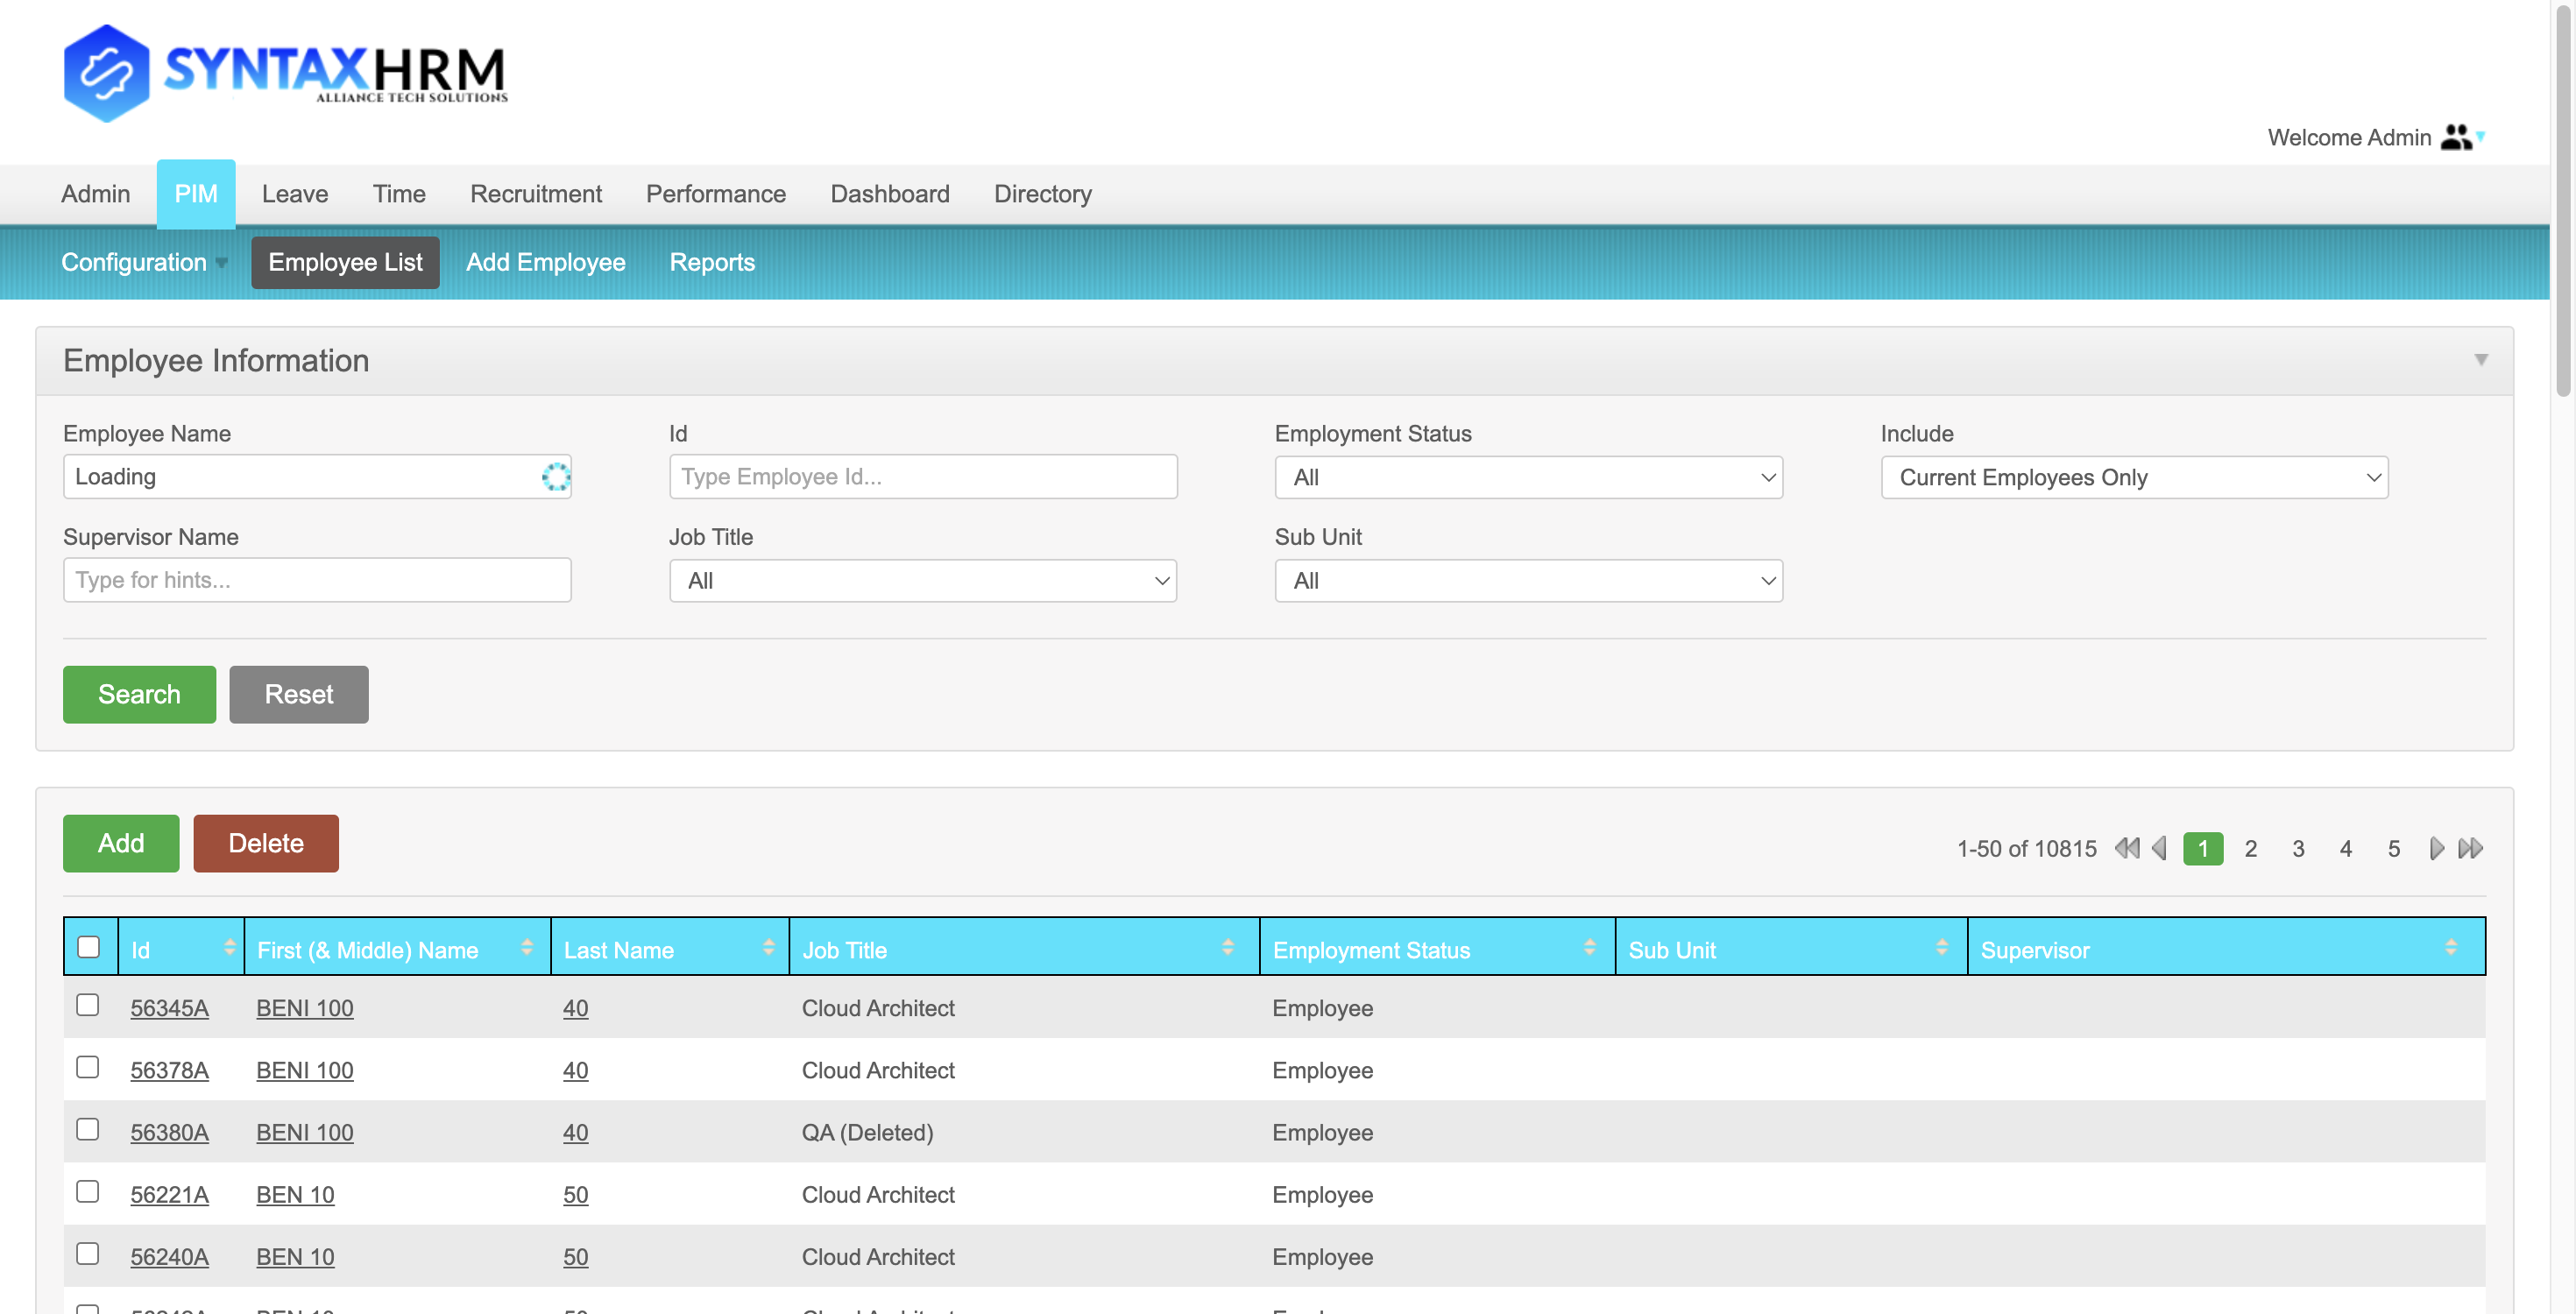 SYNTAXHRM
ALLIANCE TECH SOLUTIONS
Welcome Admin
Admin PIM Leave Time Recruitment Performance Dashboard Directory
Configuration Employee List Add Employee Reports
Employee Information
Employee Name Id Employment Status Include
Loading Type Employee Id... All Current Employees Only
Supervisor Name Job Title Sub Unit
Type for hints... All All
Search Reset
Add Delete 1-50 of 10815 1 2 3 4 5
Id First (& Middle) Name Last Name Job Title Employment Status Sub Unit Supervisor
56345A BENI 100 40 Cloud Architect Employee
56378A BENI 100 40 Cloud Architect Employee
56380A BENI 100 40 QA (Deleted) Employee
56221A BEN 10 50 Cloud Architect Employee
56240A BEN 10 50 Cloud Architect Employee